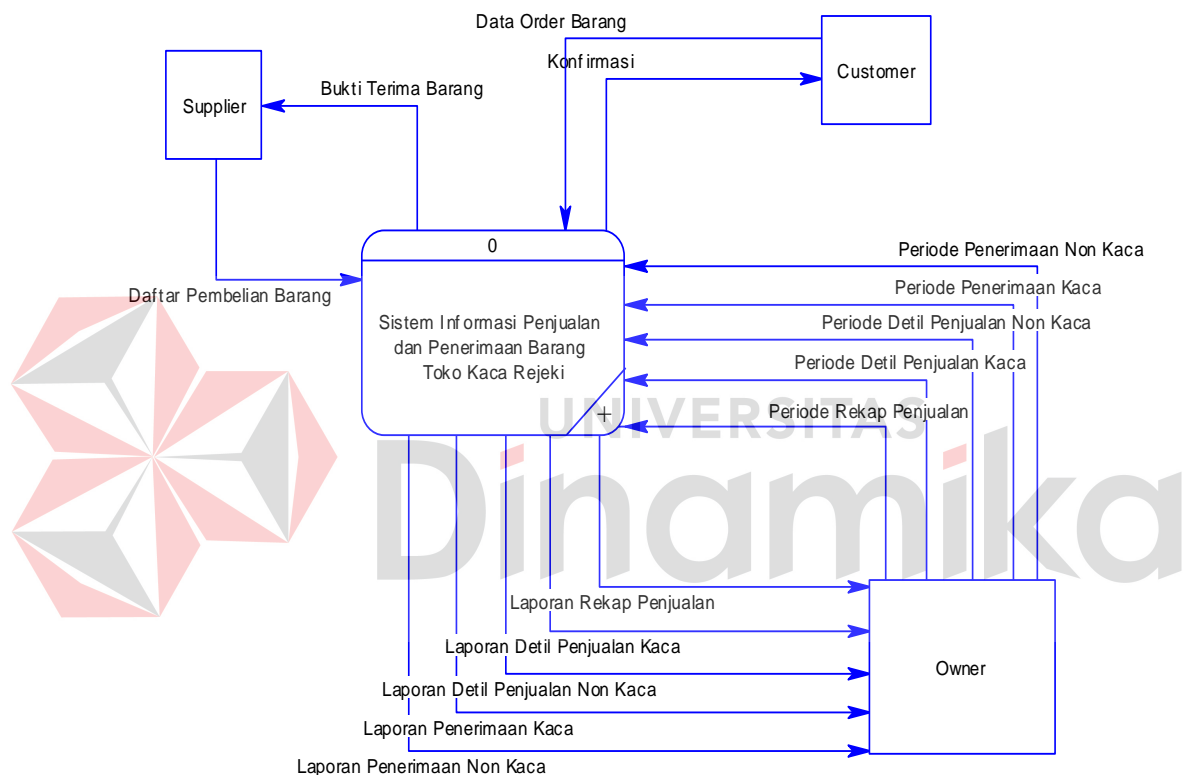 Data Order Barang
Konfirmasi
Customer
Bukti Terima Barang
Supplier
0
Periode Penerimaan Non Kaca
Periode Penerimaan Kaca
Daftar Pembelian Barang
Sistem Informasi Penjualan
dan Penerimaan Barang
Toko Kaca Rejeki
Periode Detil Penjualan Non Kaca
Periode Detil Penjualan Kaca
+
Periode Rekap Penjualan
UNIVERSITAS
Dinamika
Laporan Rekap Penjualan
Laporan Detil Penjualan Kaca
Owner
Laporan Detil Penjualan Non Kaca
Laporan Penerimaan Kaca
Laporan Penerimaan Non Kaca